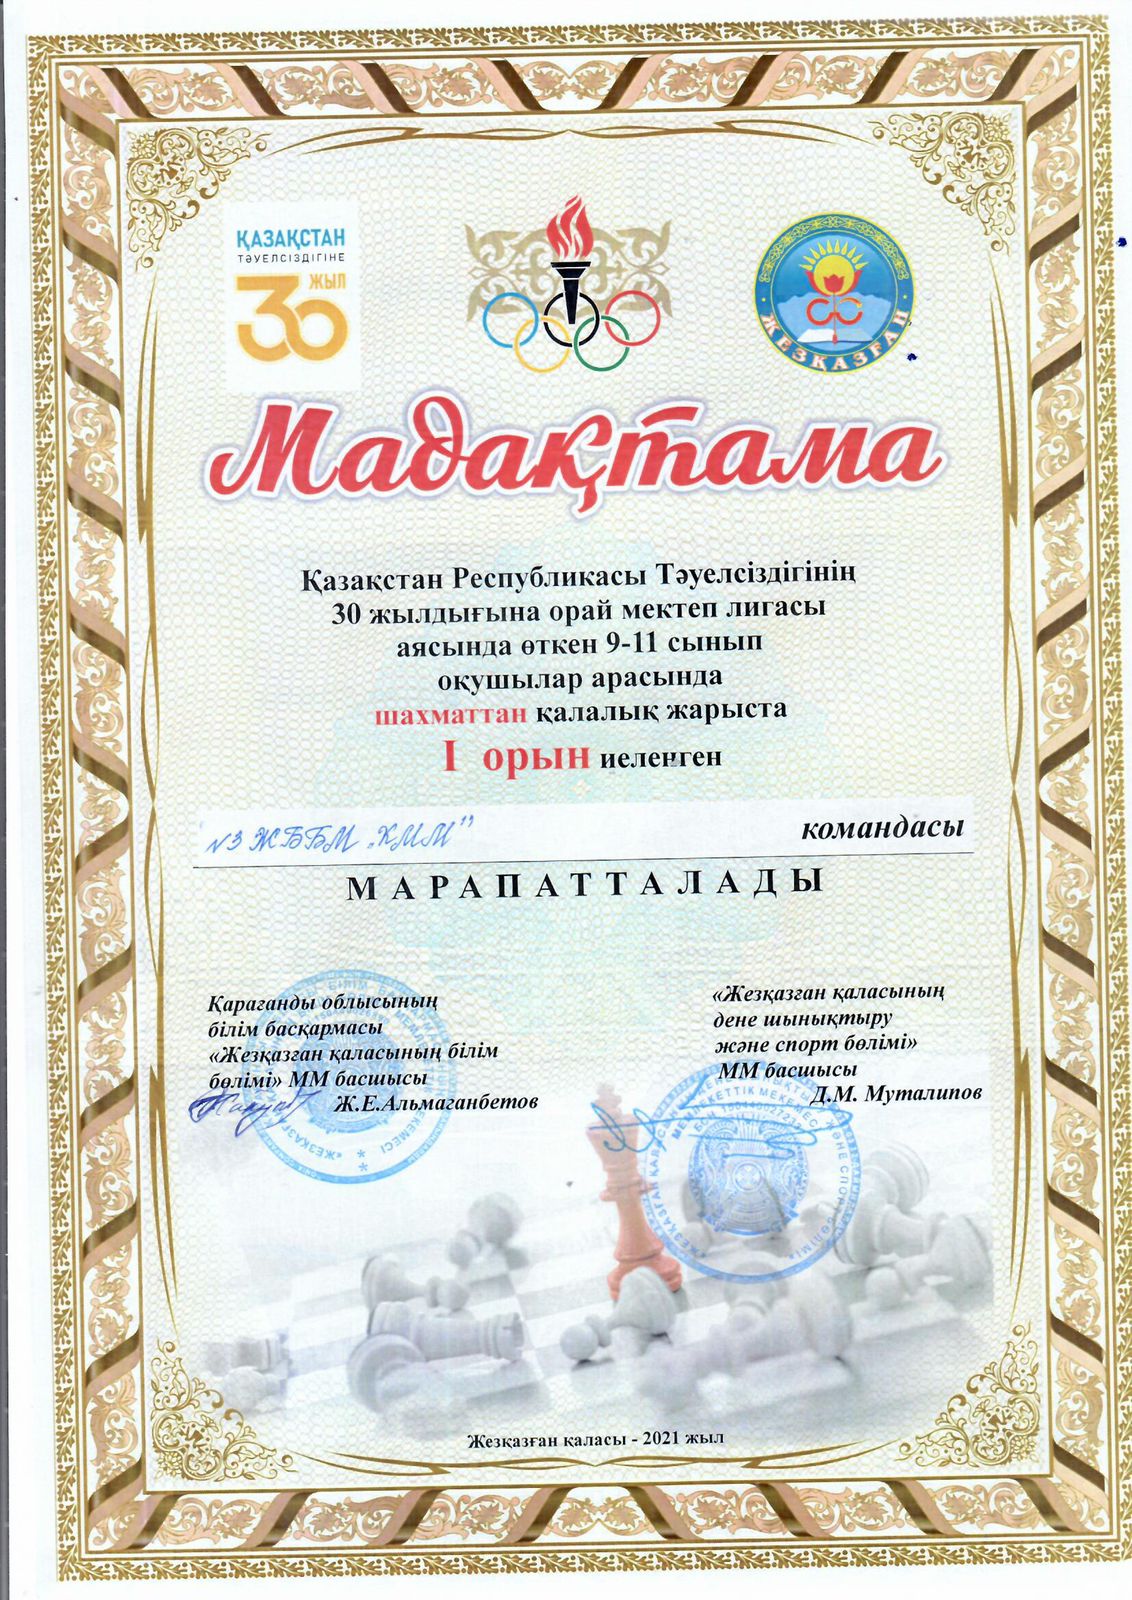 ҚАЗАҚСТАН
ТӘУЕЛСІЗДІГІНЕ
30 ЖЫЛ
ЖЕЗҚАЗҒАН
Мадақтама
Қазақстан Республикасы Тәуелсіздігінің
30 жылдығына орай мектеп лигасы
аясында өткен 9-11 сынып
оқушылар арасында
шахматтан қалалық жарыста
I орын иеленген
№3 ЖББМ „КММ" командасы
МАРАПАТТАЛАДЫ
Қарағанды облысының
білім басқармасы
«Жезқазған қаласының білім
бөлімі» ММ басшысы
Ж.Е.Альмаганбетов
«Жезқазған қаласының
дене шынықтыру
және спорт бөлімі»
ММ басшысы
Д.М. Муталипов
Жезқазған қаласы - 2021 жыл